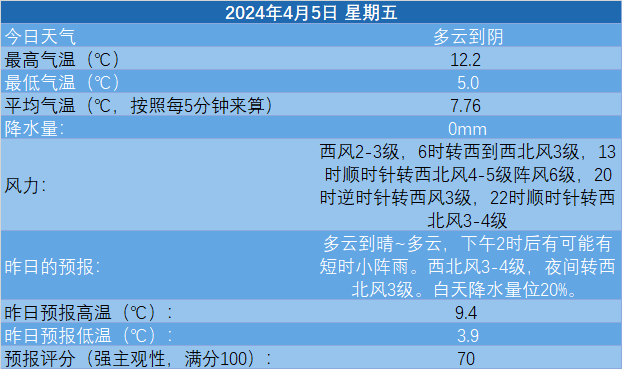 2024年4月5日 星期五
今日天气 多云到阴
最高气温（℃） 12.2
最低气温（℃） 5.0
平均气温（℃，按照每5分钟来算） 7.76
降水量： 0mm
风力：
西风2-3级，6时转西到西北风3级，13
时顺时针转西北风4-5级阵风6级，20
时逆时针转西风3级，22时顺时针转西
北风3-4级
昨日的预报：
多云到晴~多云，下午2时后有可能有
短时小阵雨。西北风3-4级，夜间转西
北风3级。白天降水量位20%。
昨日预报高温（℃）： 9.4
昨日预报低温（℃）： 3.9
预报评分（强主观性，满分100）： 70